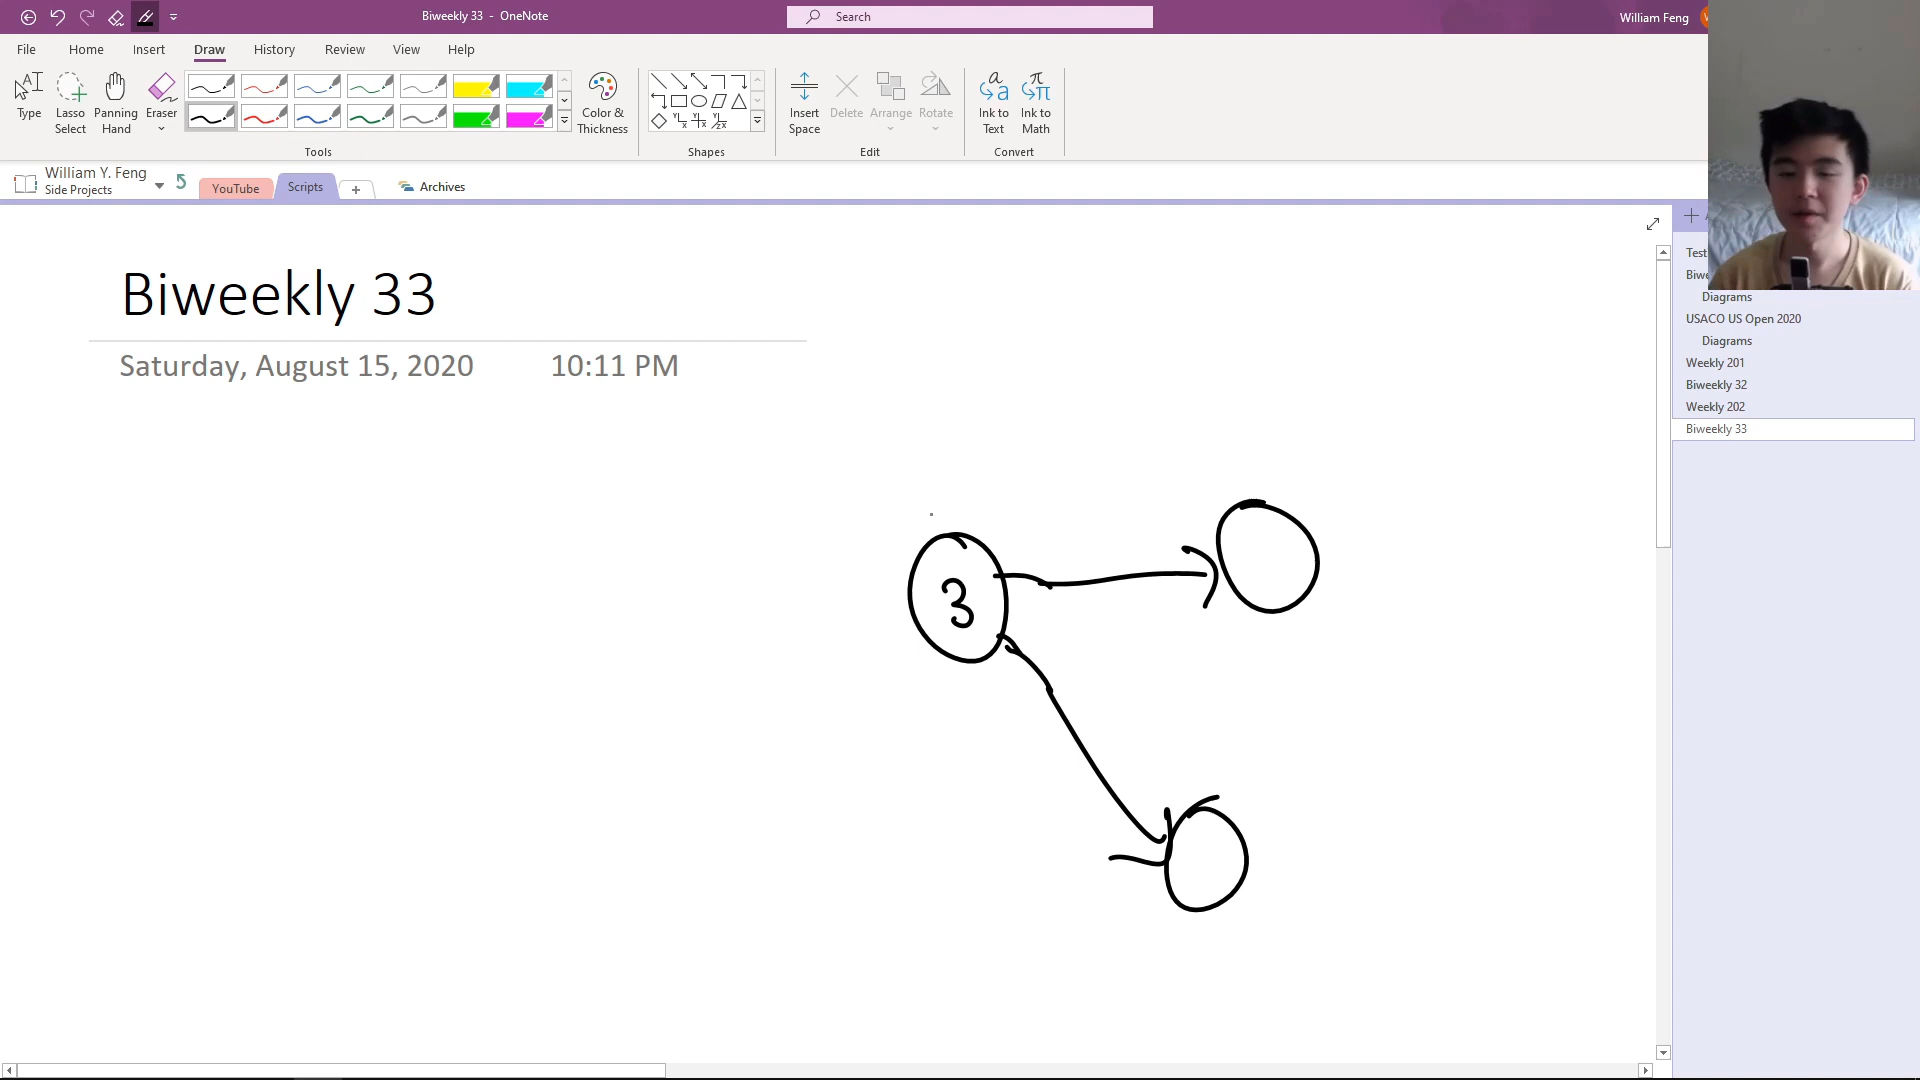 Biweekly 33 - OneNote
Search
William Feng
File Home Insert Draw History Review View Help
Type
Lasso Select
Panning Hand
Eraser
Color & Thickness
Insert Space
Delete
Arrange
Rotate
Ink to Text
Ink to Math
Tools
Shapes
Edit
Convert
William Y. Feng
Side Projects
YouTube
Scripts
Archives
Biweekly 33
Saturday, August 15, 2020 10:11 PM
3
Test
Diagrams
USACO US Open 2020
Diagrams
Weekly 201
Biweekly 32
Weekly 202
Biweekly 33